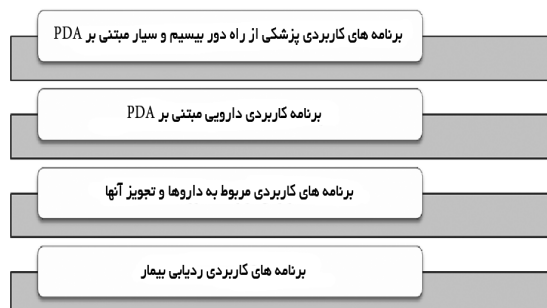 برنامه های کاربردی پزشکی از راه دور بیسیم و سیار مبتنی بر PDA
برنامه کاربردی دارویی مبتنی بر PDA
برنامه های کاربردی مربوط به داروها و تجویز آنها
برنامه های کاربردی ردیابی بیمار